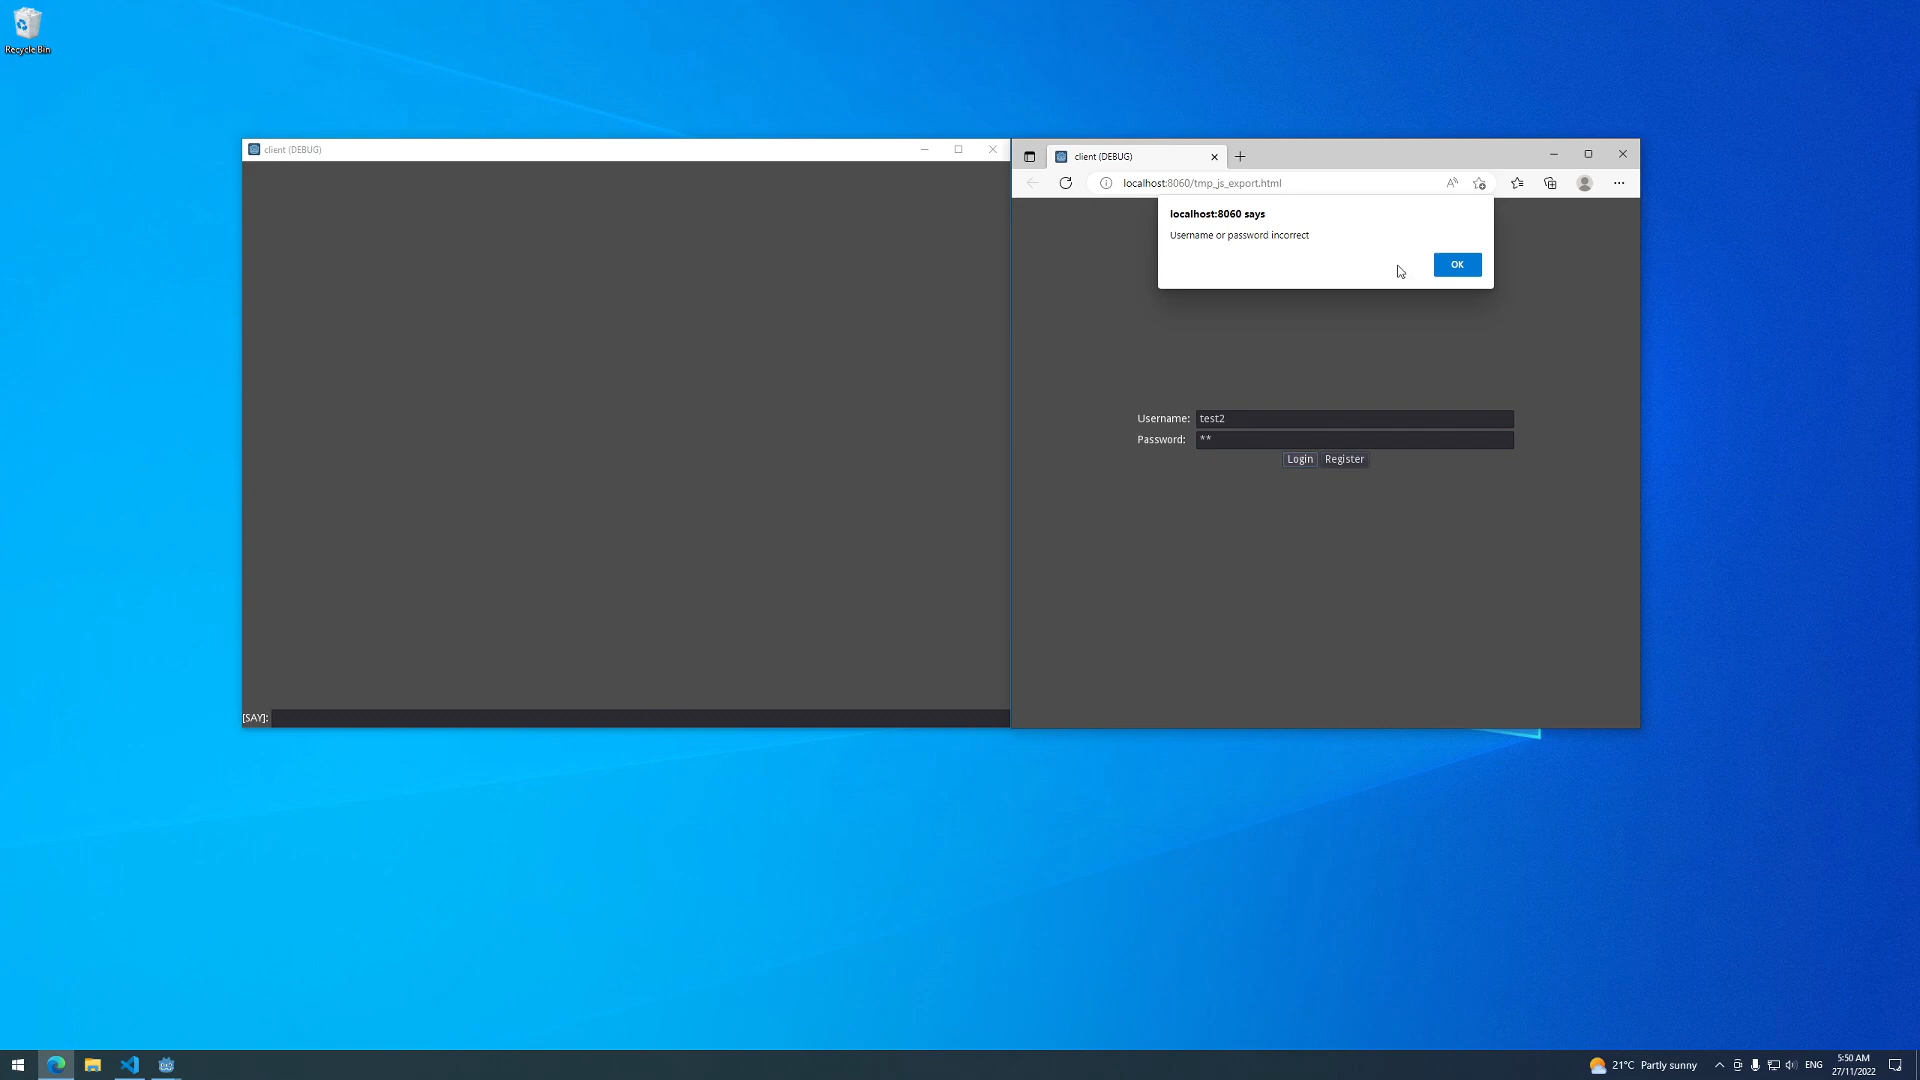 Recycle Bin
client (DEBUG)
[SAY]:
client (DEBUG)
localhost:8060/tmp_js_export.html
localhost:8060 says
Username or password incorrect
OK
Username: test2
Password: **
Login Register
21°C Partly sunny
ENG
5:50 AM
27/11/2022